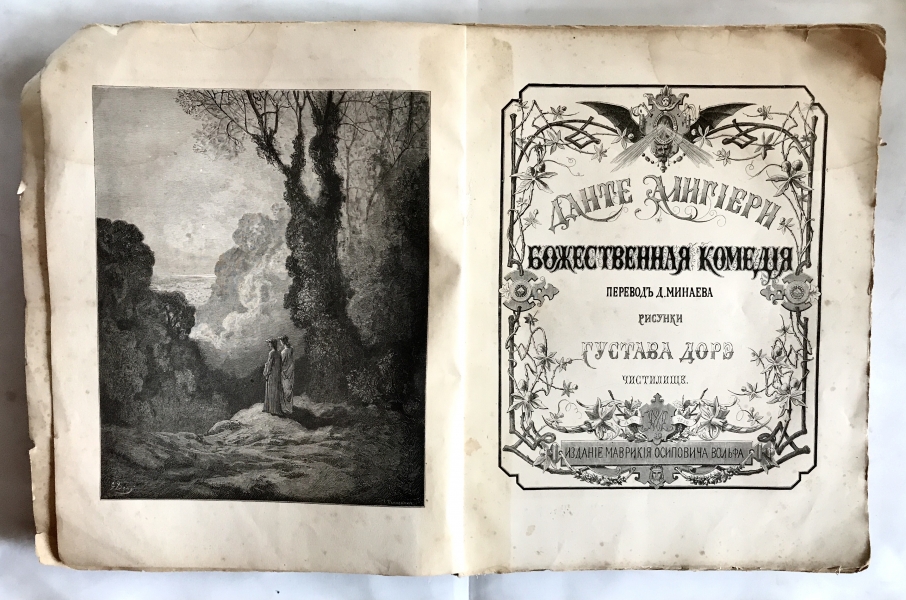 ДАНТЕ АЛИГІЕРИ.
БОЖЕСТВЕННАЯ КОМЕДІЯ
ПЕРЕВОДЪ Д. МИНАЕВА
РИСУНКИ
ГУСТАВА ДОРЭ
ЧИСТИЛИЩЕ.
ИЗДАНІЕ МАВРИКІЯ ОСИПОВИЧА ВОЛЬФА